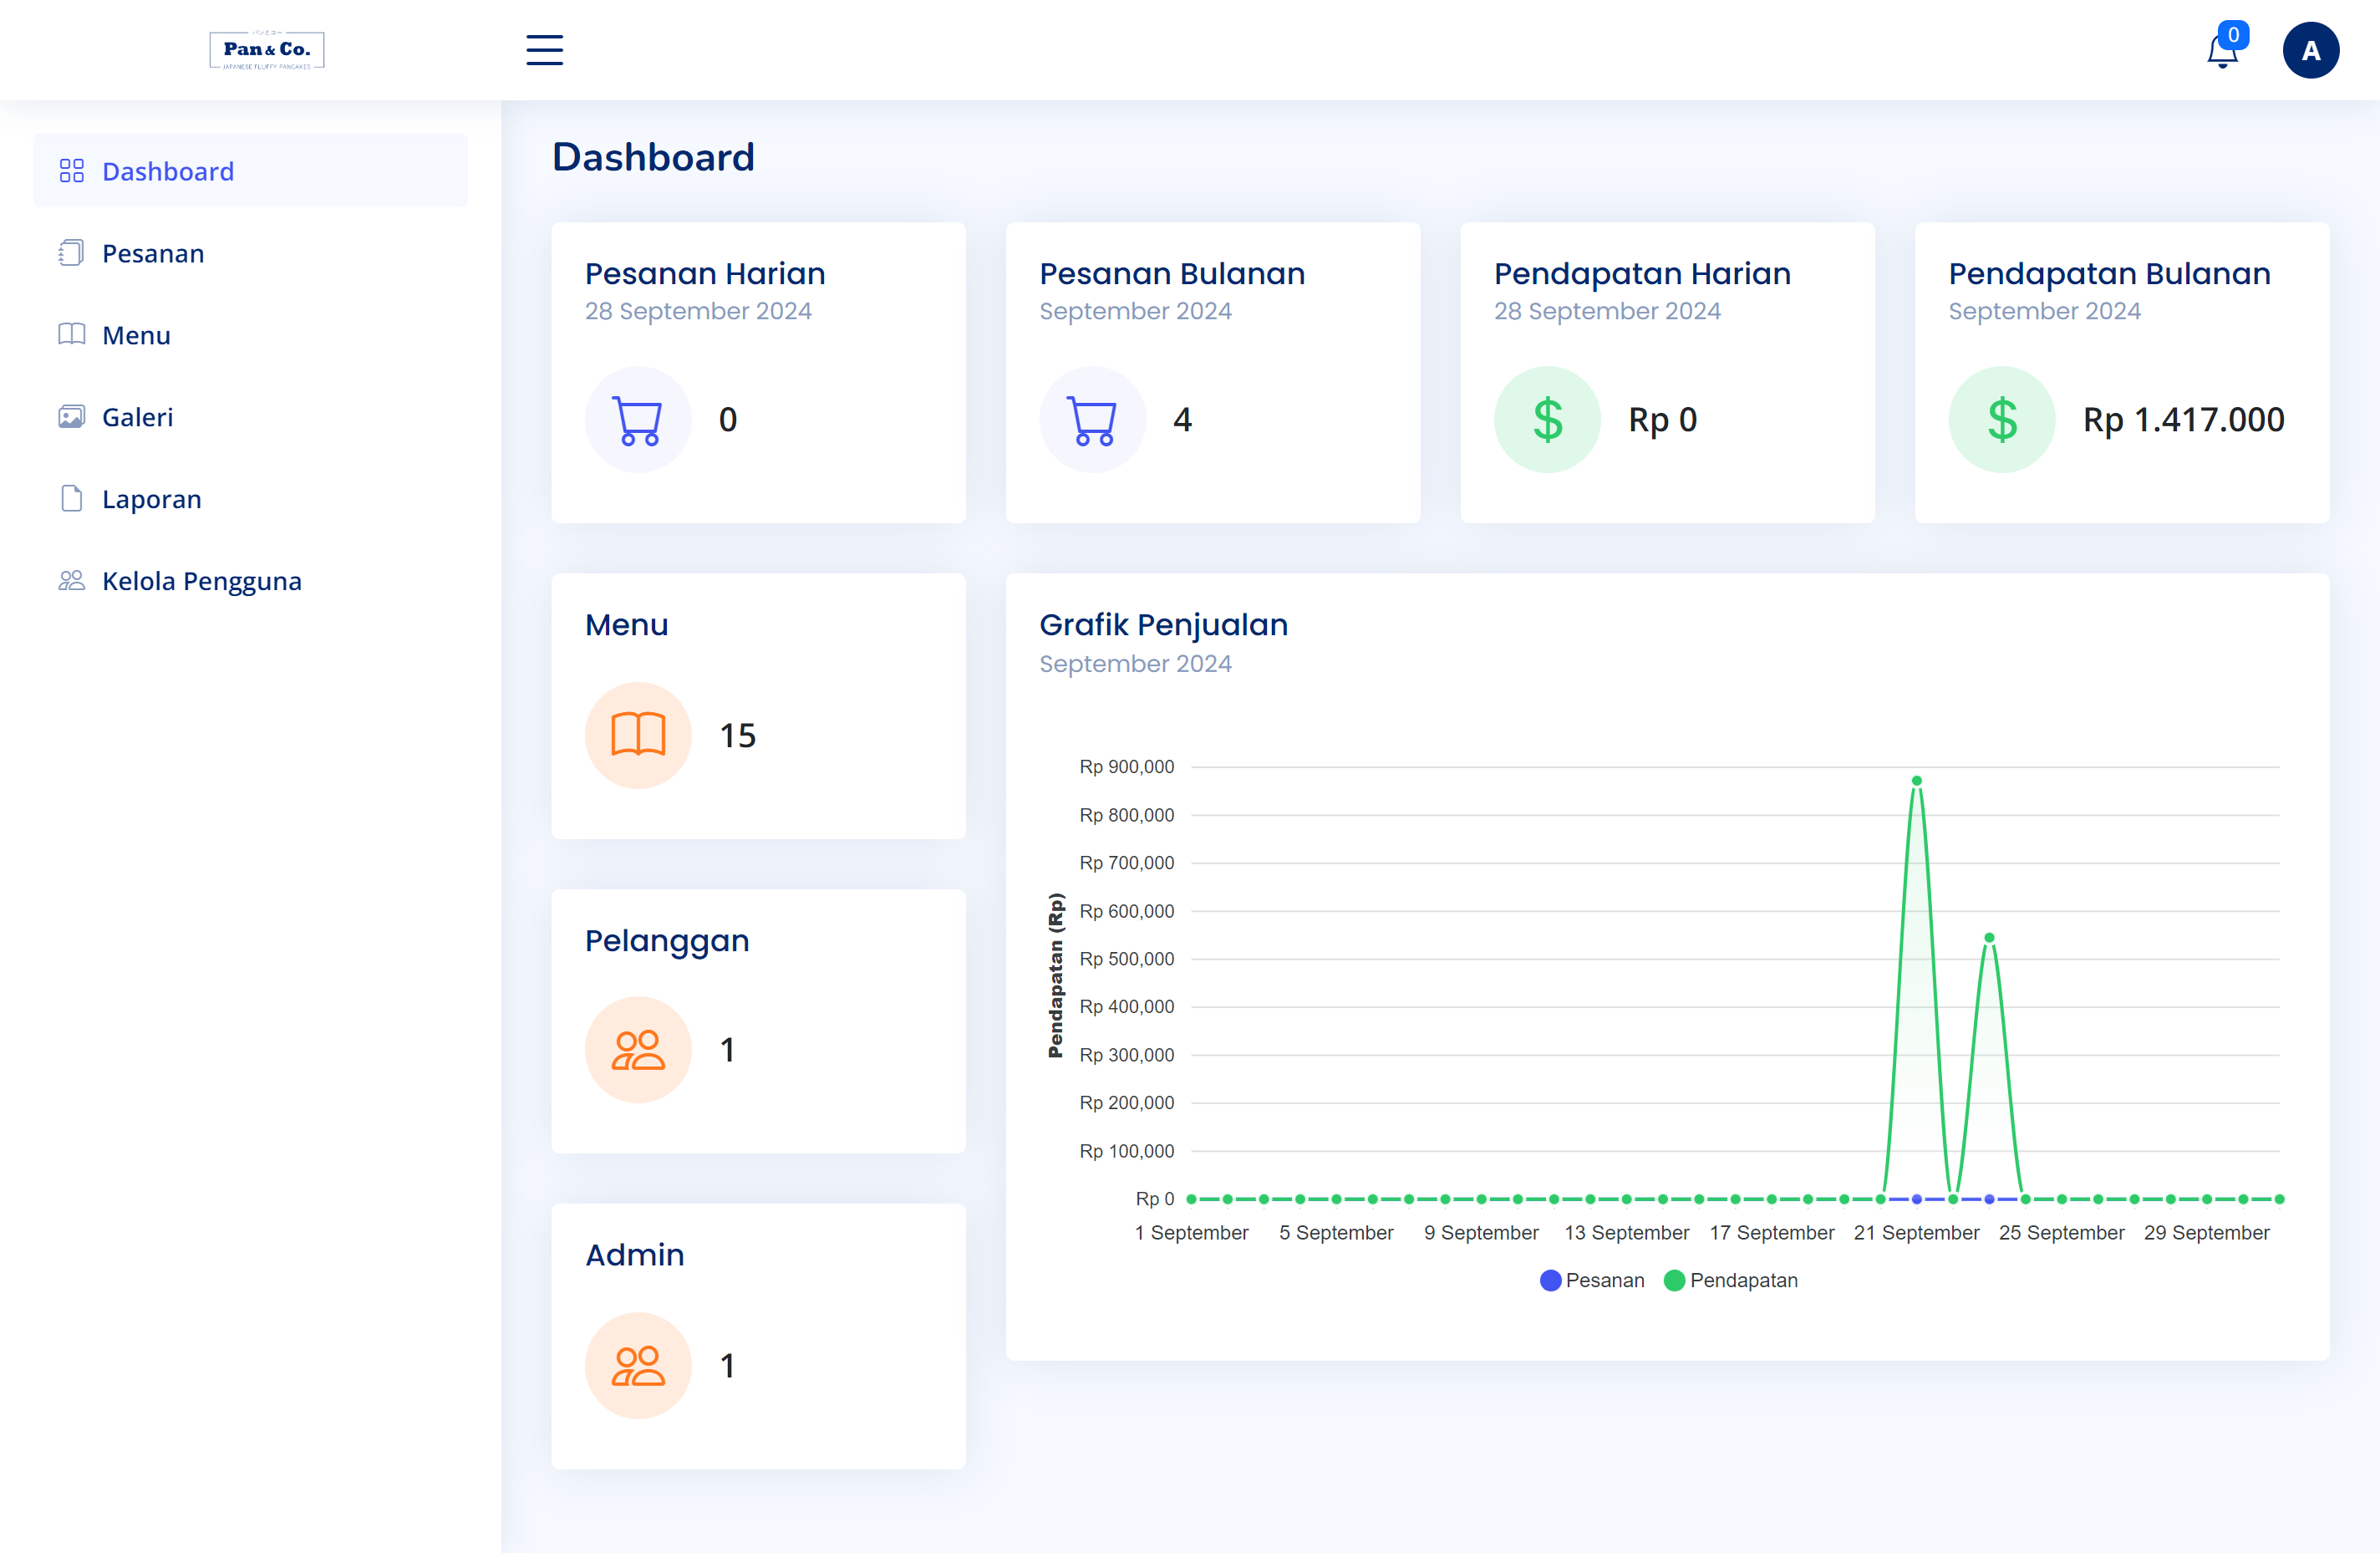 パンとコー
Pan & Co.
JAPANESE FLUFFY PANCAKES
0
A
Dashboard
Pesanan
Menu
Galeri
Laporan
Kelola Pengguna
Dashboard
Pesanan Harian
28 September 2024
0
Pesanan Bulanan
September 2024
4
Pendapatan Harian
28 September 2024
Rp 0
Pendapatan Bulanan
September 2024
Rp 1.417.000
Menu
15
Pelanggan
1
Admin
1
Grafik Penjualan
September 2024
Pendapatan (Rp)
Rp 900,000
Rp 800,000
Rp 700,000
Rp 600,000
Rp 500,000
Rp 400,000
Rp 300,000
Rp 200,000
Rp 100,000
Rp 0
1 September 5 September 9 September 13 September 17 September 21 September 25 September 29 September
Pesanan Pendapatan